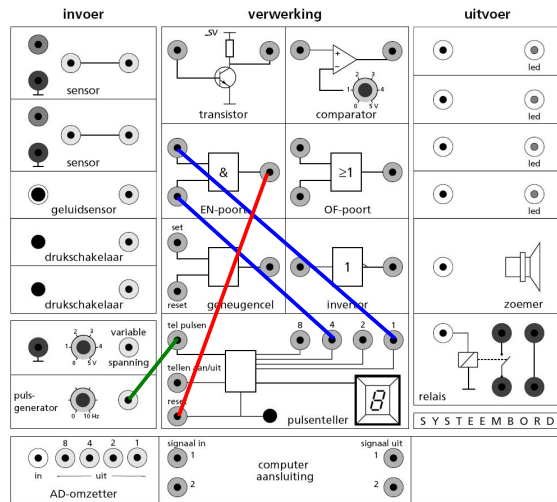 invoer
verwerking
uitvoer
sensor
sensor
geluidsensor
drukschakelaar
drukschakelaar
0 1 2 3 4 5 V
variable
spanning
puls-
generator
0 10 Hz
5V
transistor
+
-
0 1 2 3 4 5 V
comparator
&
EN-poort
≥1
OF-poort
set
reset
geheugencel
1
invertor
tel pulsen
8 4 2 1
tellen aan/uit
reset
8
pulsenteller
led
led
led
led
zoemer
relais
SYSTEEMBORD
8 4 2 1
in
uit
AD-omzetter
signaal in
1
2
computer
aansluiting
signaal uit
1
2